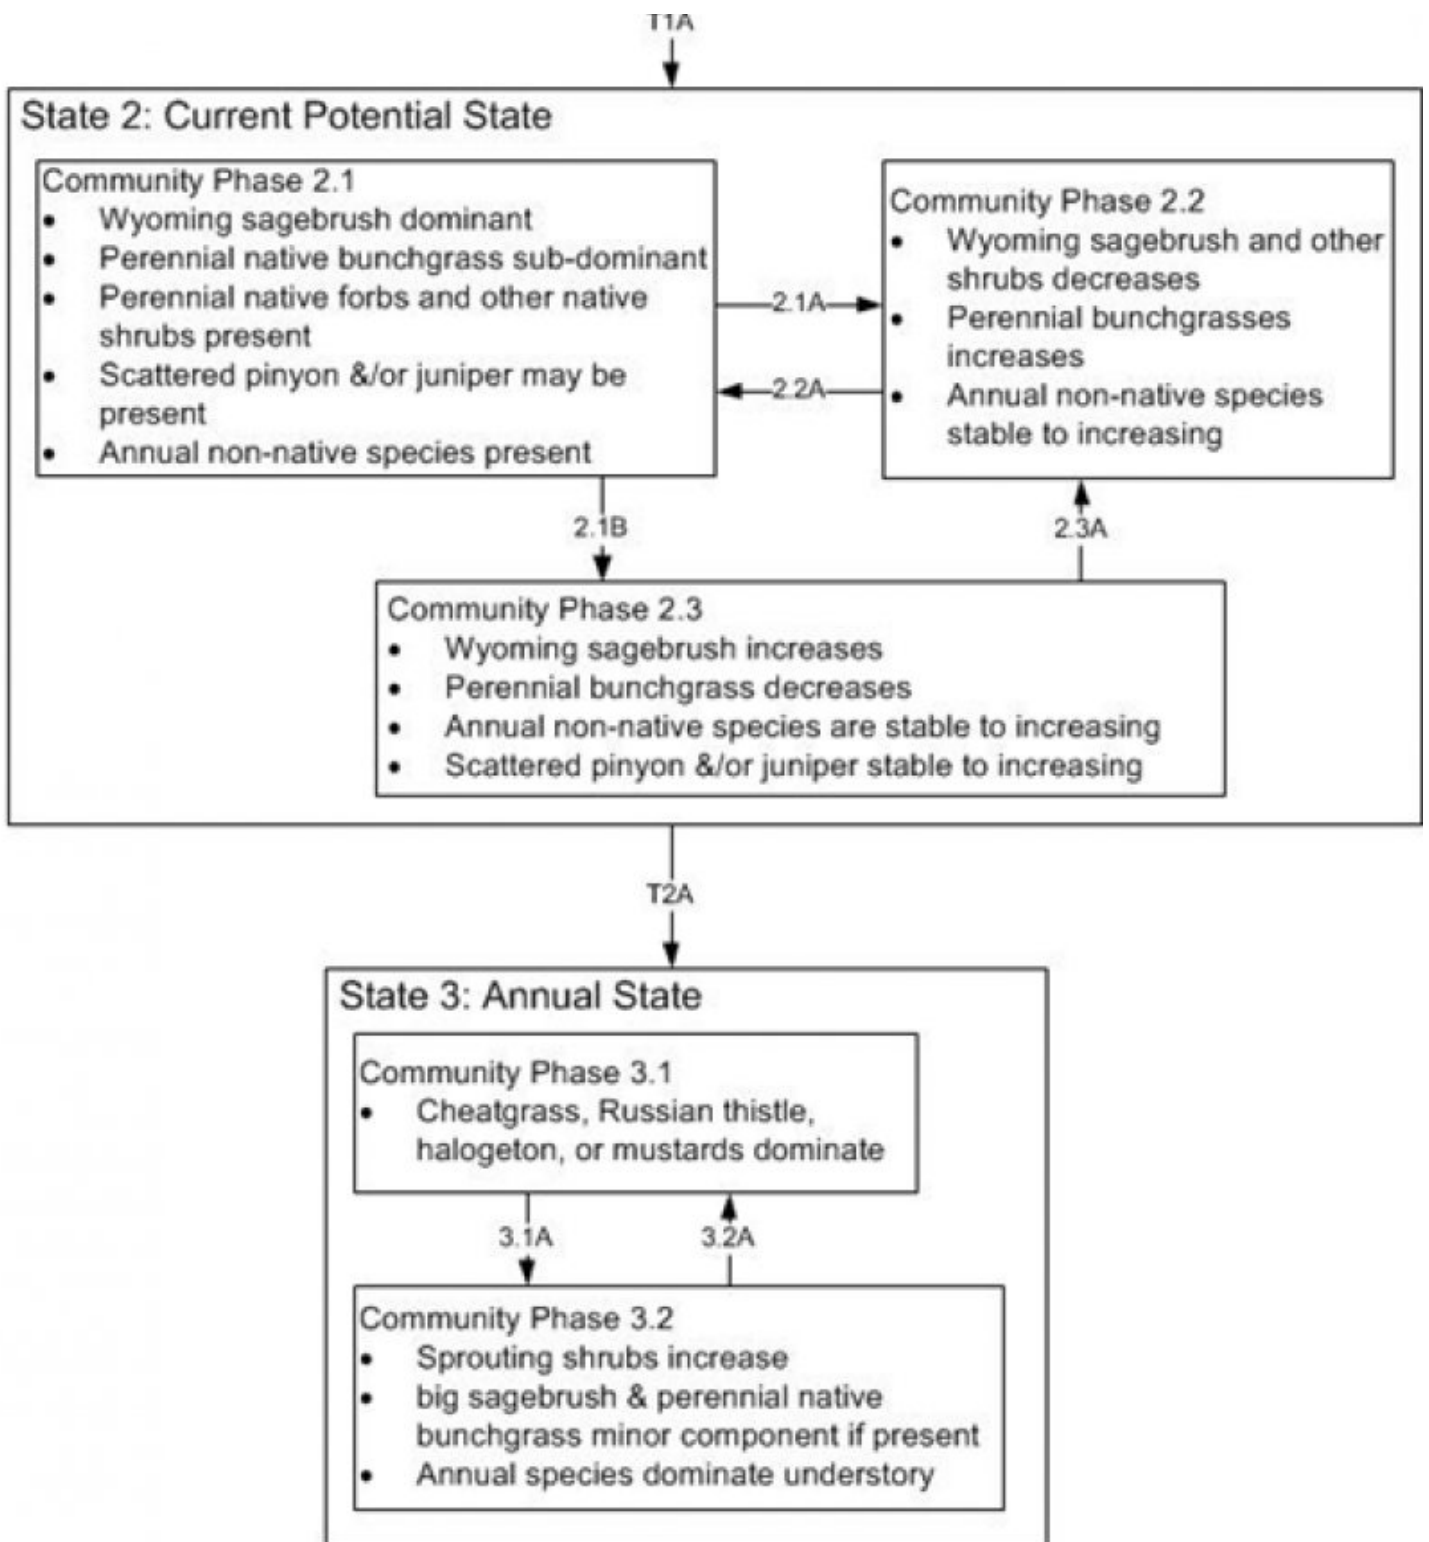 T1A
State 2: Current Potential State
Community Phase 2.1
• Wyoming sagebrush dominant
• Perennial native bunchgrass sub-dominant
• Perennial native forbs and other native
shrubs present
• Scattered pinyon &/or juniper may be
present
• Annual non-native species present
2.1A
2.2A
Community Phase 2.2
• Wyoming sagebrush and other
shrubs decreases
• Perennial bunchgrasses
increases
• Annual non-native species
stable to increasing
2.1B
2.3A
Community Phase 2.3
• Wyoming sagebrush increases
• Perennial bunchgrass decreases
• Annual non-native species are stable to increasing
• Scattered pinyon &/or juniper stable to increasing
T2A
State 3: Annual State
Community Phase 3.1
• Cheatgrass, Russian thistle,
halogeton, or mustards dominate
3.1A
3.2A
Community Phase 3.2
• Sprouting shrubs increase
• big sagebrush & perennial native
bunchgrass minor component if present
• Annual species dominate understory